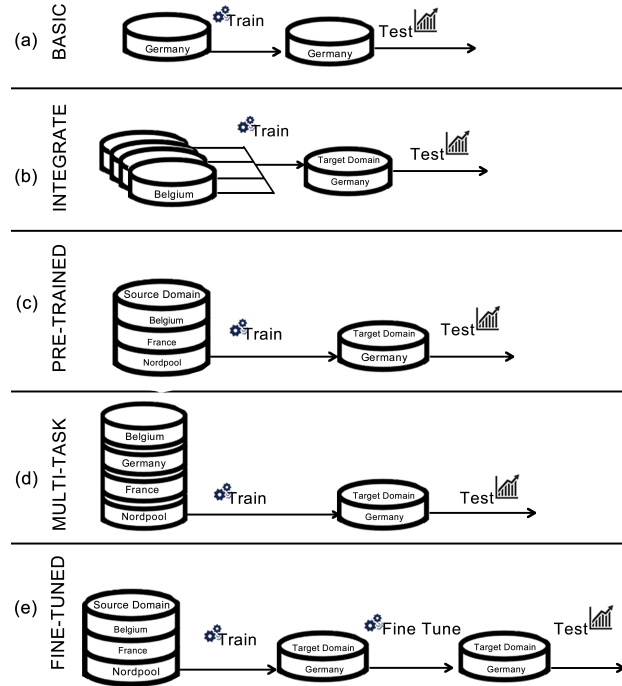 (a)
BASIC
Train
Germany
Germany
Test
(b)
INTEGRATE
Train
Belgium
Target Domain
Germany
Test
(c)
PRE-TRAINED
Source Domain
Belgium
France
Nordpool
Train
Target Domain
Germany
Test
(d)
MULTI-TASK
Belgium
Germany
France
Nordpool
Train
Target Domain
Germany
Test
(e)
FINE-TUNED
Source Domain
Belgium
France
Nordpool
Train
Target Domain
Germany
Fine Tune
Target Domain
Germany
Test